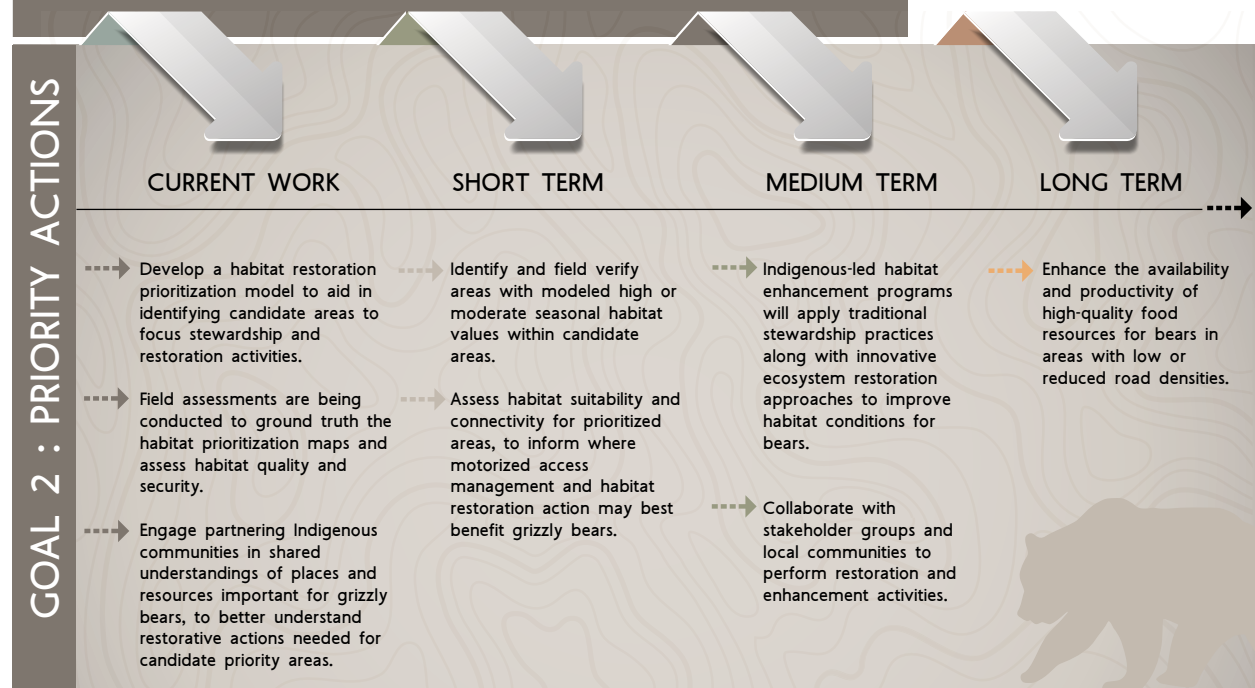 GOAL 2 : PRIORITY ACTIONS
CURRENT WORK
Develop a habitat restoration
prioritization model to aid in
identifying candidate areas to
focus stewardship and
restoration activities.
Field assessments are being
conducted to ground truth the
habitat prioritization maps and
assess habitat quality and
security.
Engage partnering Indigenous
communities in shared
understandings of places and
resources important for grizzly
bears, to better understand
restorative actions needed for
candidate priority areas.
SHORT TERM
Identify and field verify
areas with modeled high or
moderate seasonal habitat
values within candidate
areas.
Assess habitat suitability and
connectivity for prioritized
areas, to inform where
motorized access
management and habitat
restoration action may best
benefit grizzly bears.
MEDIUM TERM
Indigenous-led habitat
enhancement programs
will apply traditional
stewardship practices
along with innovative
ecosystem restoration
approaches to improve
habitat conditions for
bears.
Collaborate with
stakeholder groups and
local communities to
perform restoration and
enhancement activities.
LONG TERM
Enhance the availability
and productivity of
high-quality food
resources for bears in
areas with low or
reduced road densities.